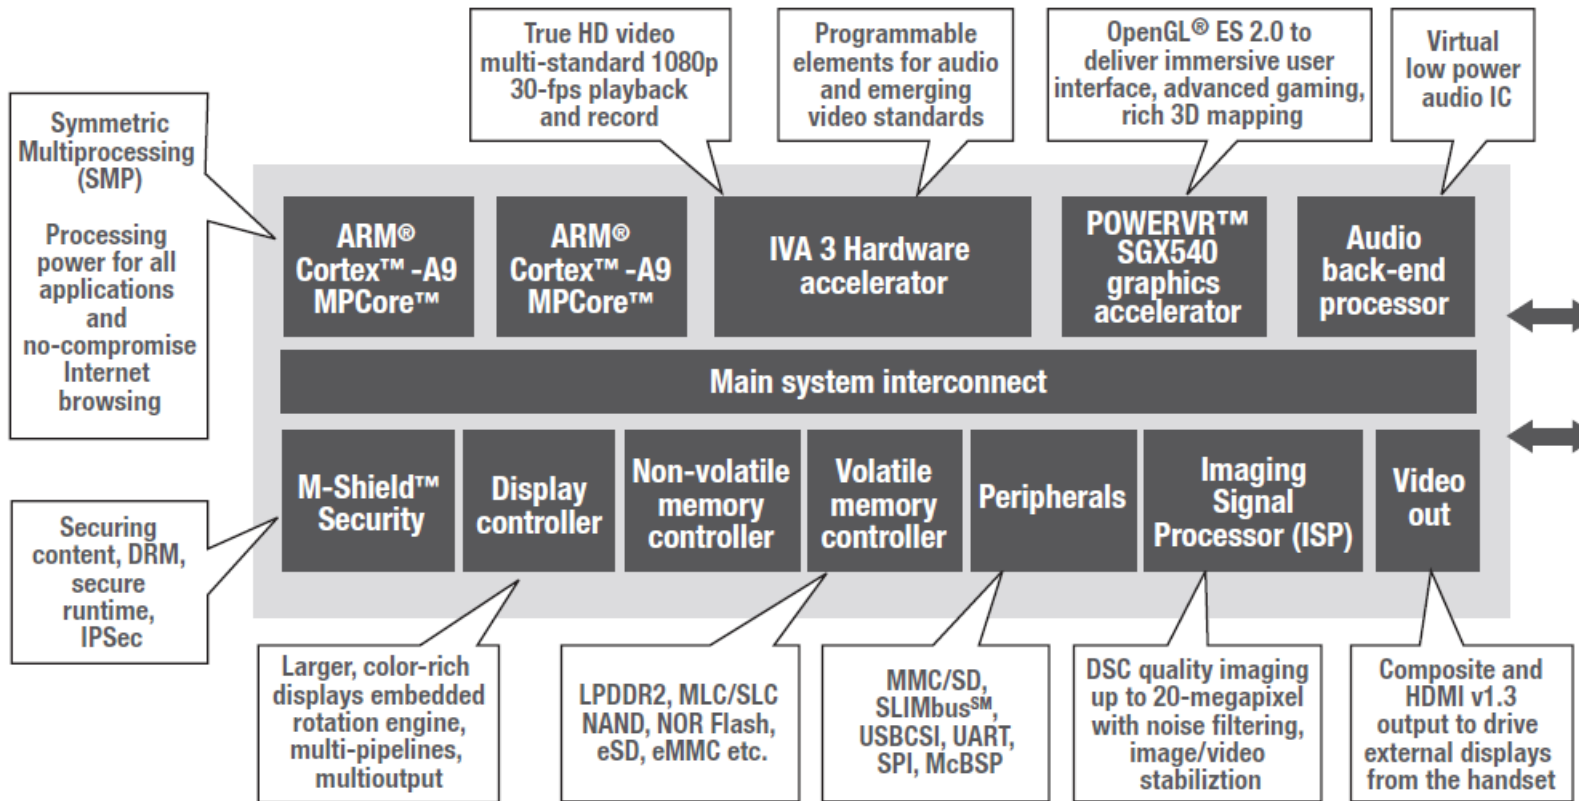 True HD video
multi-standard 1080p
30-fps playback
and record
Programmable
elements for audio
and emerging
video standards
OpenGL® ES 2.0 to
deliver immersive user
interface, advanced gaming,
rich 3D mapping
Virtual
low power
audio IC
Symmetric
Multiprocessing
(SMP)
Processing
power for all
applications
and
no-compromise
Internet
browsing
ARM®
Cortex™ -A9
MPCore™
ARM®
Cortex™ -A9
MPCore™
IVA 3 Hardware
accelerator
POWERVR™
SGX540
graphics
accelerator
Audio
back-end
processor
Main system interconnect
M-Shield™
Security
Display
controller
Non-volatile
memory
controller
Volatile
memory
controller
Peripherals
Imaging
Signal
Processor (ISP)
Video
out
Securing
content, DRM,
secure
runtime,
IPSec
Larger, color-rich
displays embedded
rotation engine,
multi-pipelines,
multioutput
LPDDR2, MLC/SLC
NAND, NOR Flash,
eSD, eMMC etc.
MMC/SD,
SLIMbus℠,
USBCSI, UART,
SPI, McBSP
DSC quality imaging
up to 20-megapixel
with noise filtering,
image/video
stabiliztion
Composite and
HDMI v1.3
output to drive
external displays
from the handset